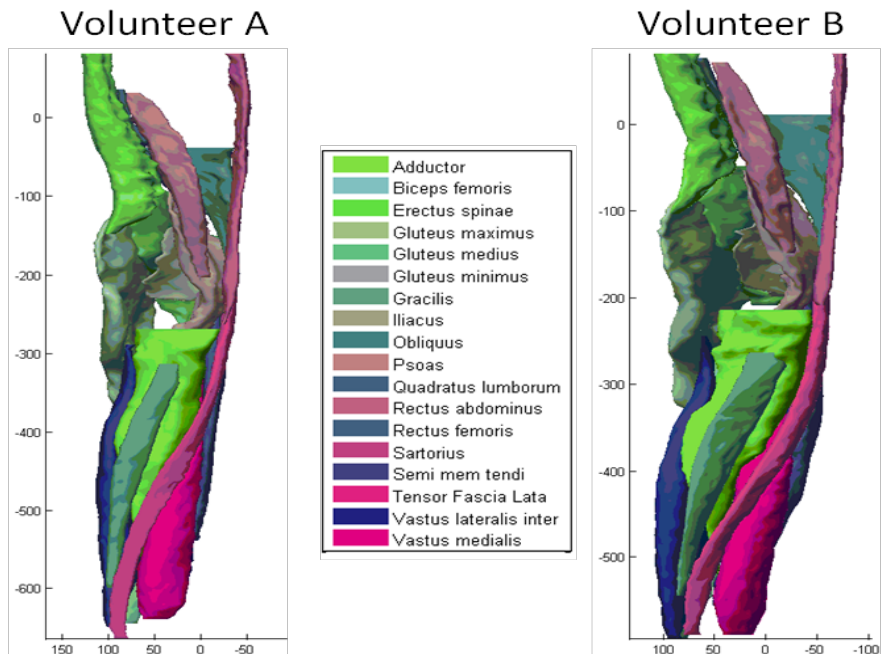 Volunteer A
Volunteer B
0
-100
-200
-300
-400
-500
-600
150 100 50 0 -50
Adductor
Biceps femoris
Erectus spinae
Gluteus maximus
Gluteus medius
Gluteus minimus
Gracilis
Iliacus
Obliquus
Psoas
Quadratus lumborum
Rectus abdominus
Rectus femoris
Sartorius
Semi mem tendi
Tensor Fascia Lata
Vastus lateralis inter
Vastus medialis
0
-100
-200
-300
-400
-500
100 50 0 -50 -100